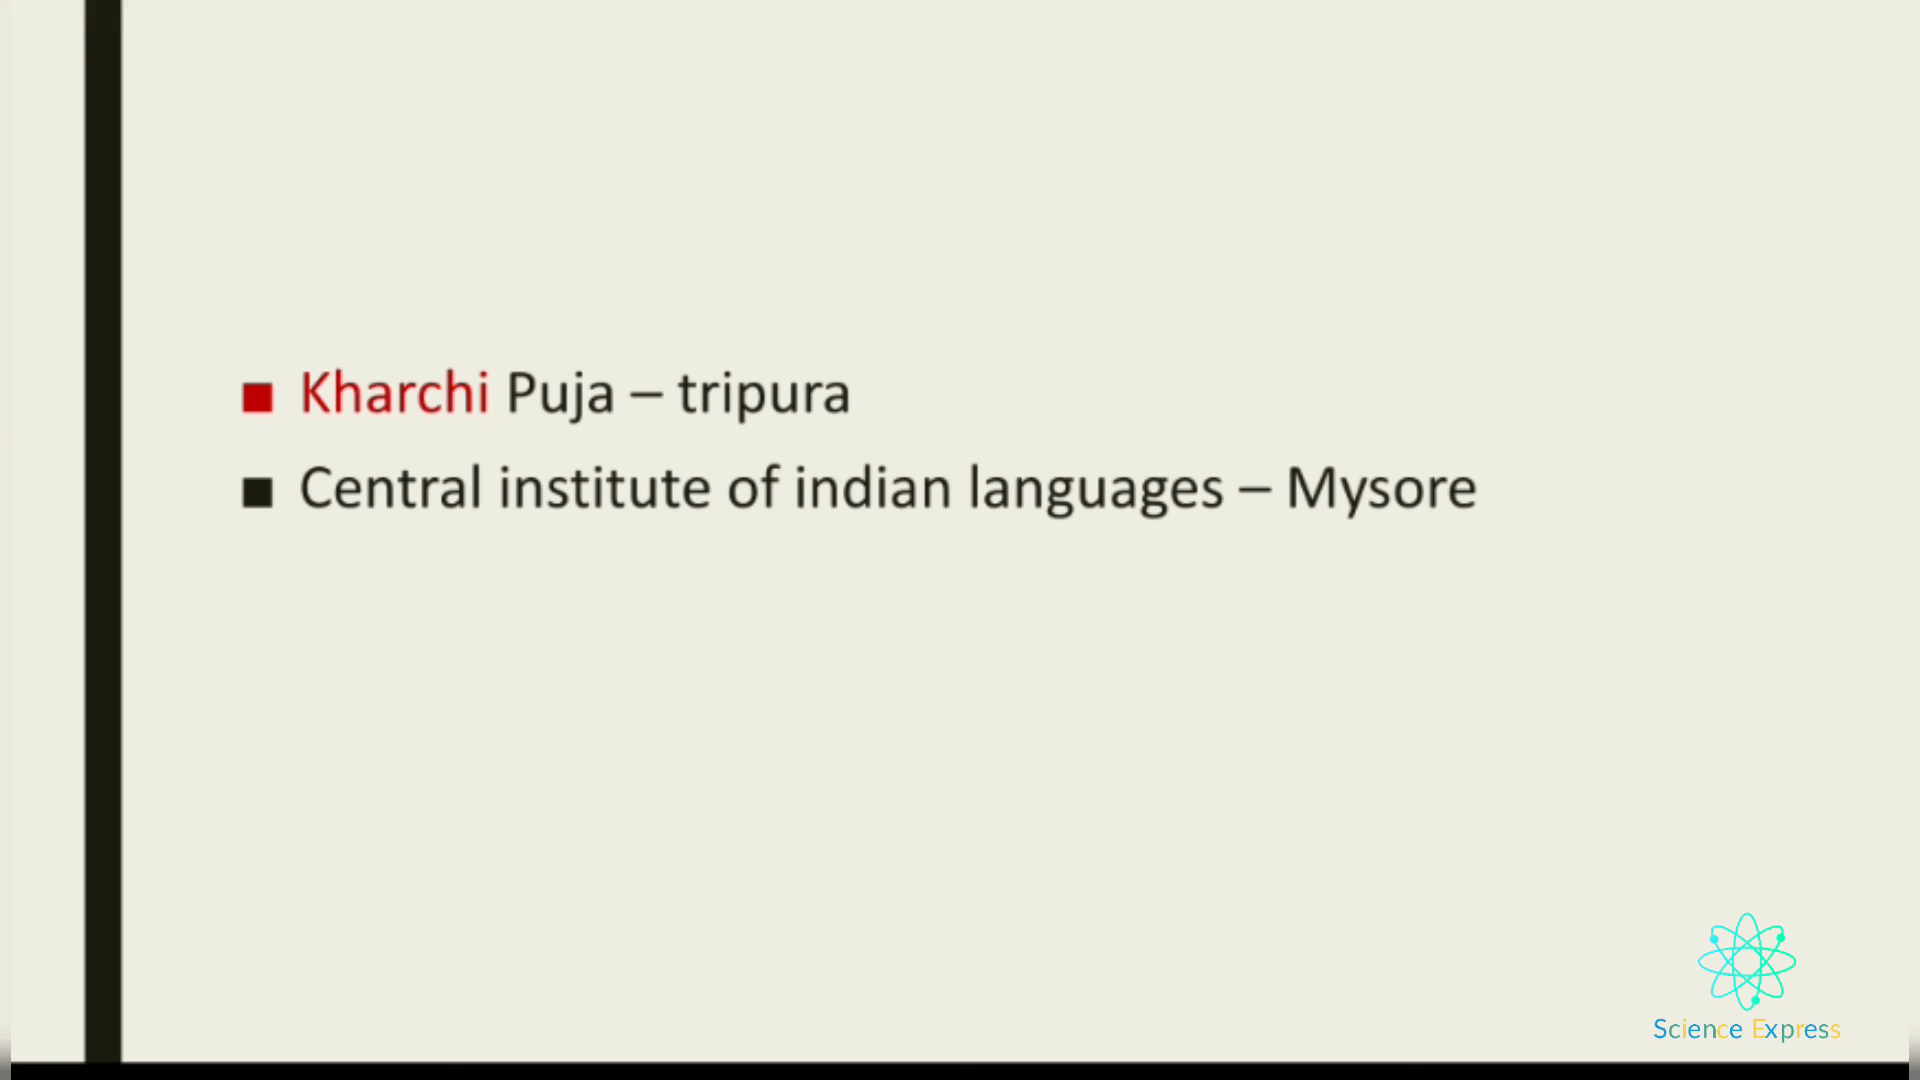 Kharchi Puja – tripura
Central institute of indian languages – Mysore
Science Express